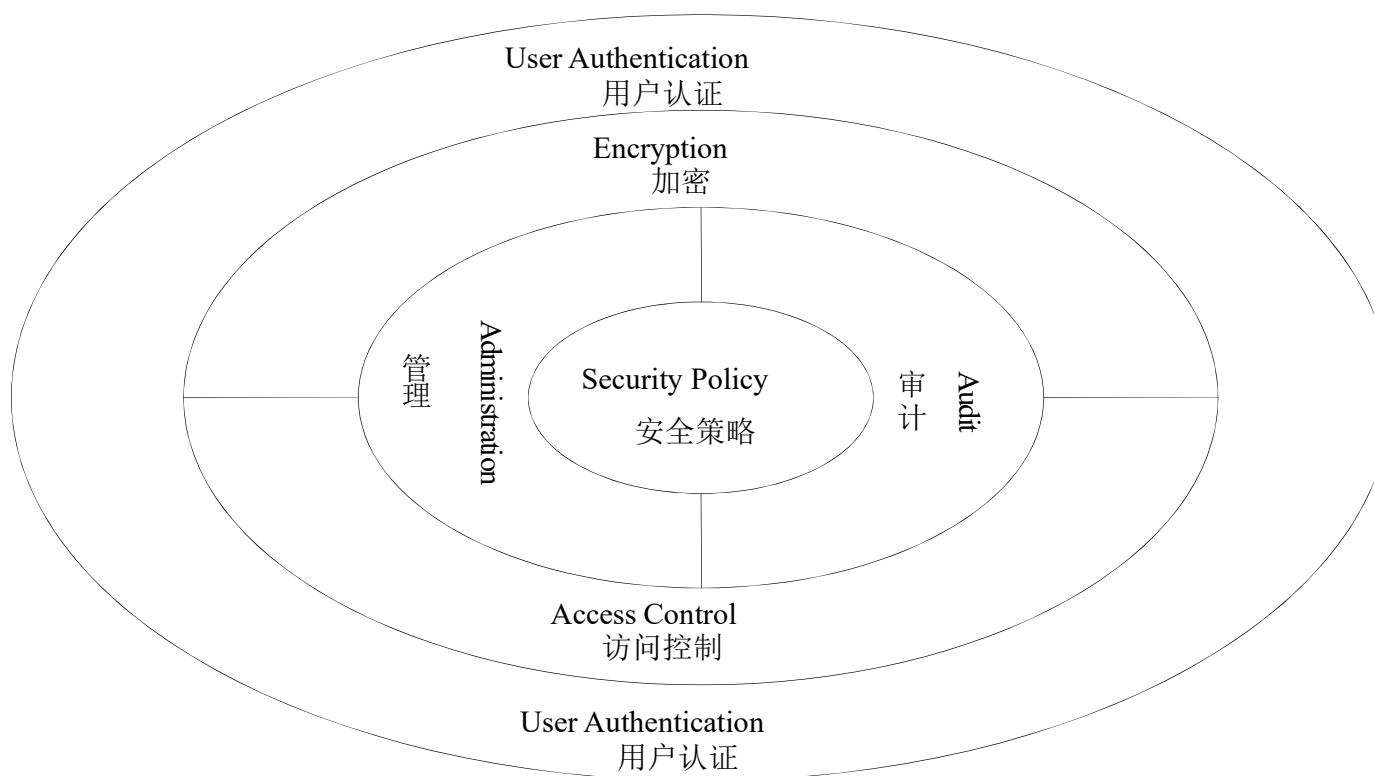 User Authentication
用户认证
Encryption
加密
管理
Administration
Security Policy
安全策略
审计
Audit
Access Control
访问控制
User Authentication
用户认证